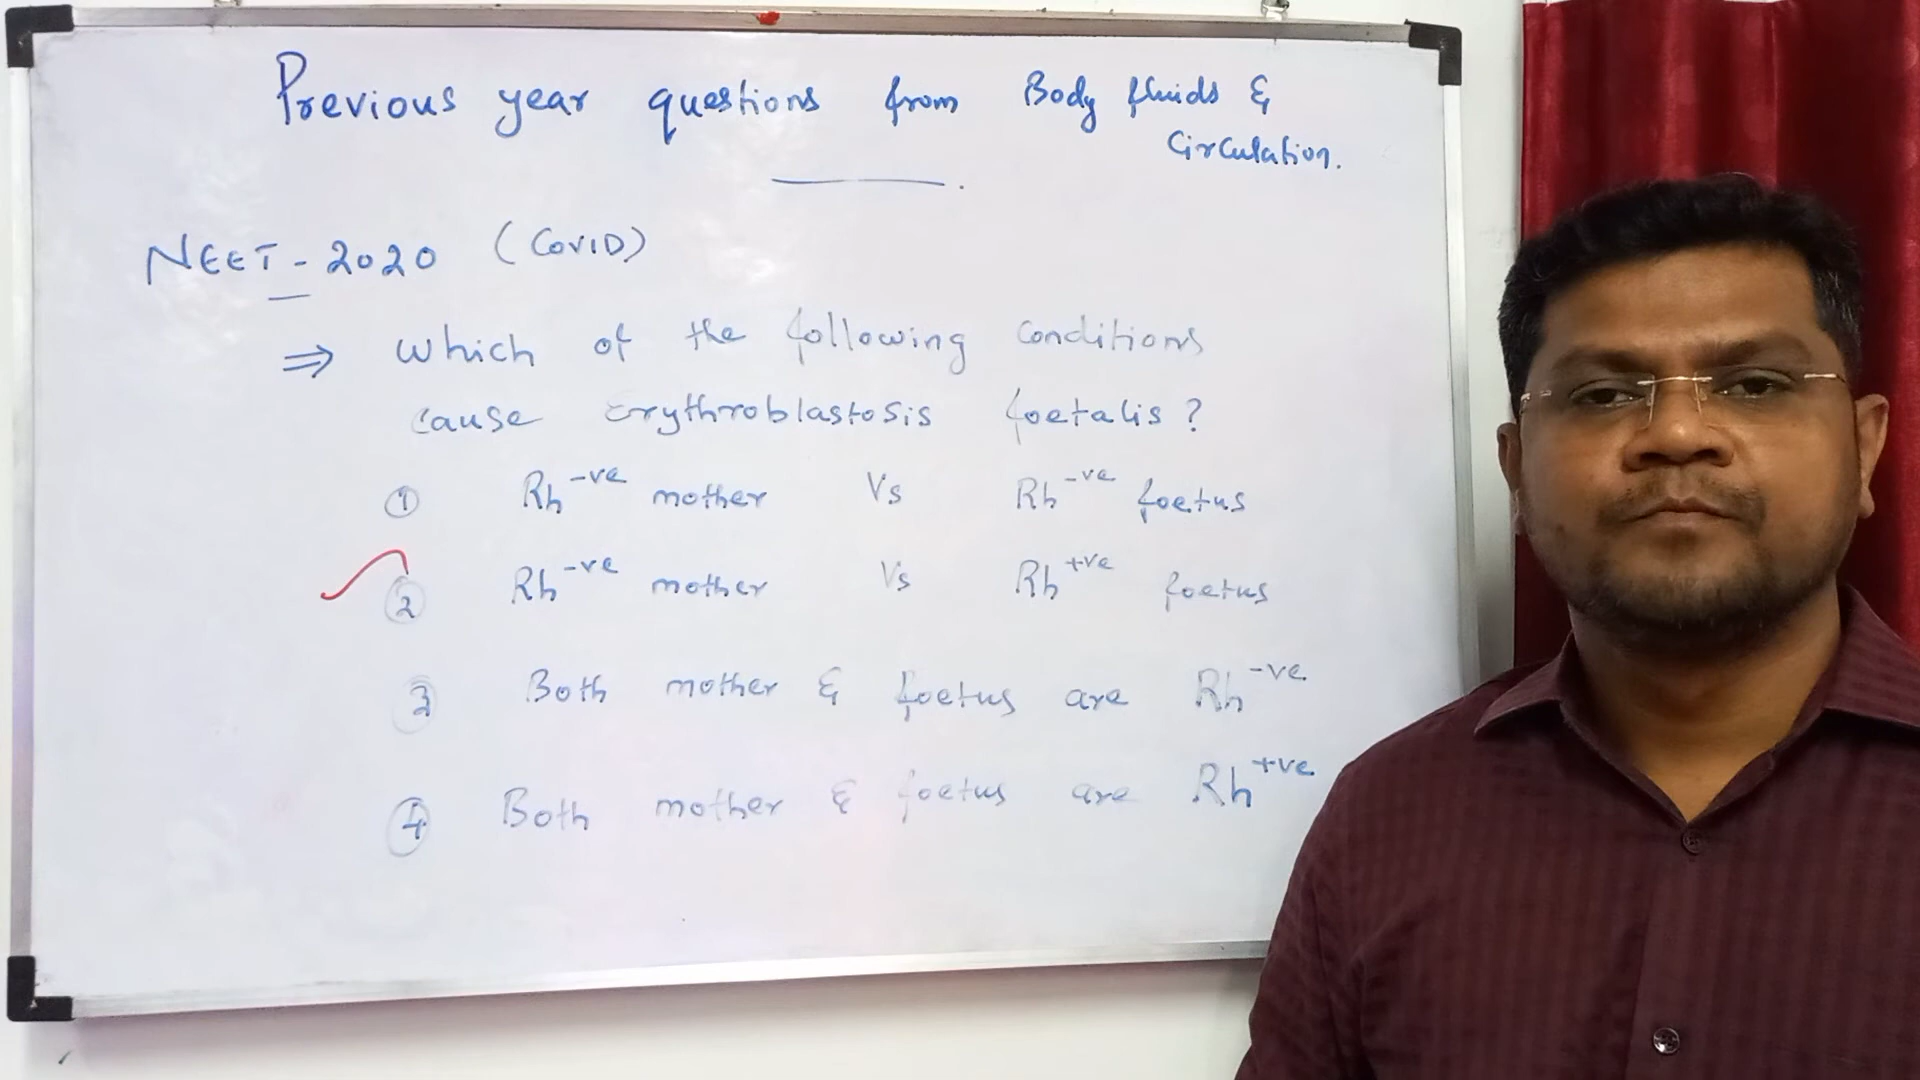 Previous year questions from Body fluids &
Circulation.
NEET - 2020 (COVID)
⇒ Which of the following conditions
cause Erythroblastosis foetalis?
① Rh⁻ᵛᵉ mother Vs Rh⁻ᵛᵉ foetus
② Rh⁻ᵛᵉ mother Vs Rh⁺ᵛᵉ foetus
③ Both mother & foetus are Rh⁻ᵛᵉ
④ Both mother & foetus are Rh⁺ᵛᵉ